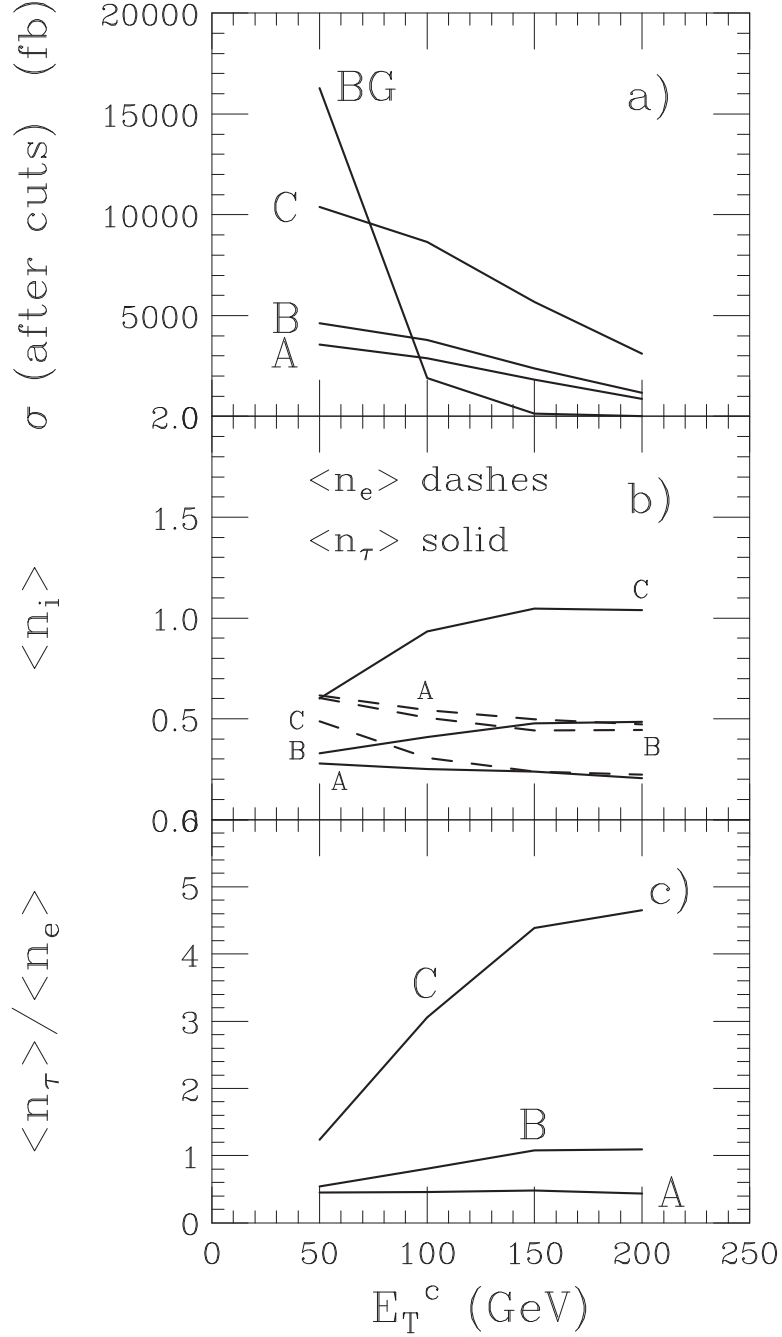 σ (after cuts) (fb)
20000
15000
10000
5000
0
BG
C
B
A
a)
<n_i>
2.0
1.5
1.0
0.5
0.0
<n_e> dashes
<n_τ> solid
b)
C
A
C
B
B
A
<n_τ>/<n_e>
6
5
4
3
2
1
0
c)
C
B
A
0 50 100 150 200 250
E_T^c (GeV)